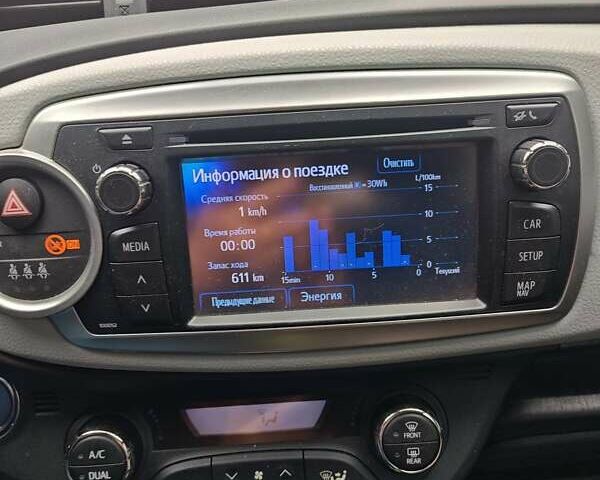 Информация о поездке
Очистить
Средняя скорость
1 km/h
Восстановленный = 30Wh
L/100km
15
10
5
0
Время работы
00:00
Запас хода
611 km
15min
10
5
0
Текущий
Предыдущие данные
Энергия
MEDIA
CAR
SETUP
MAP
NAV
A/C
DUAL
FRONT
REAR